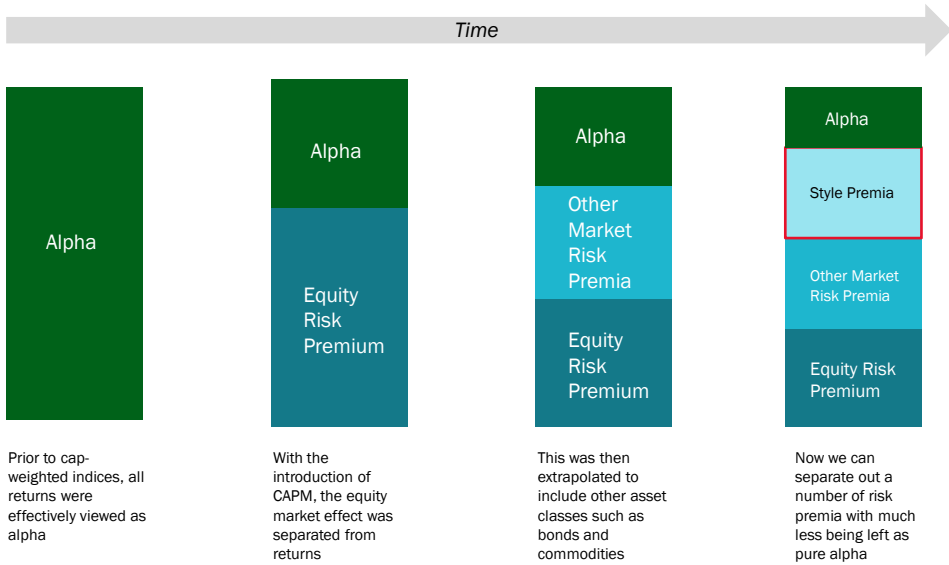 Time
Alpha
Alpha
Equity
Risk
Premium
Alpha
Other
Market
Risk
Premia
Equity
Risk
Premium
Alpha
Style Premia
Other Market
Risk Premia
Equity Risk
Premium
Prior to cap-
weighted indices, all
returns were
effectively viewed as
alpha
With the
introduction of
CAPM, the equity
market effect was
separated from
returns
This was then
extrapolated to
include other asset
classes such as
bonds and
commodities
Now we can
separate out a
number of risk
premia with much
less being left as
pure alpha